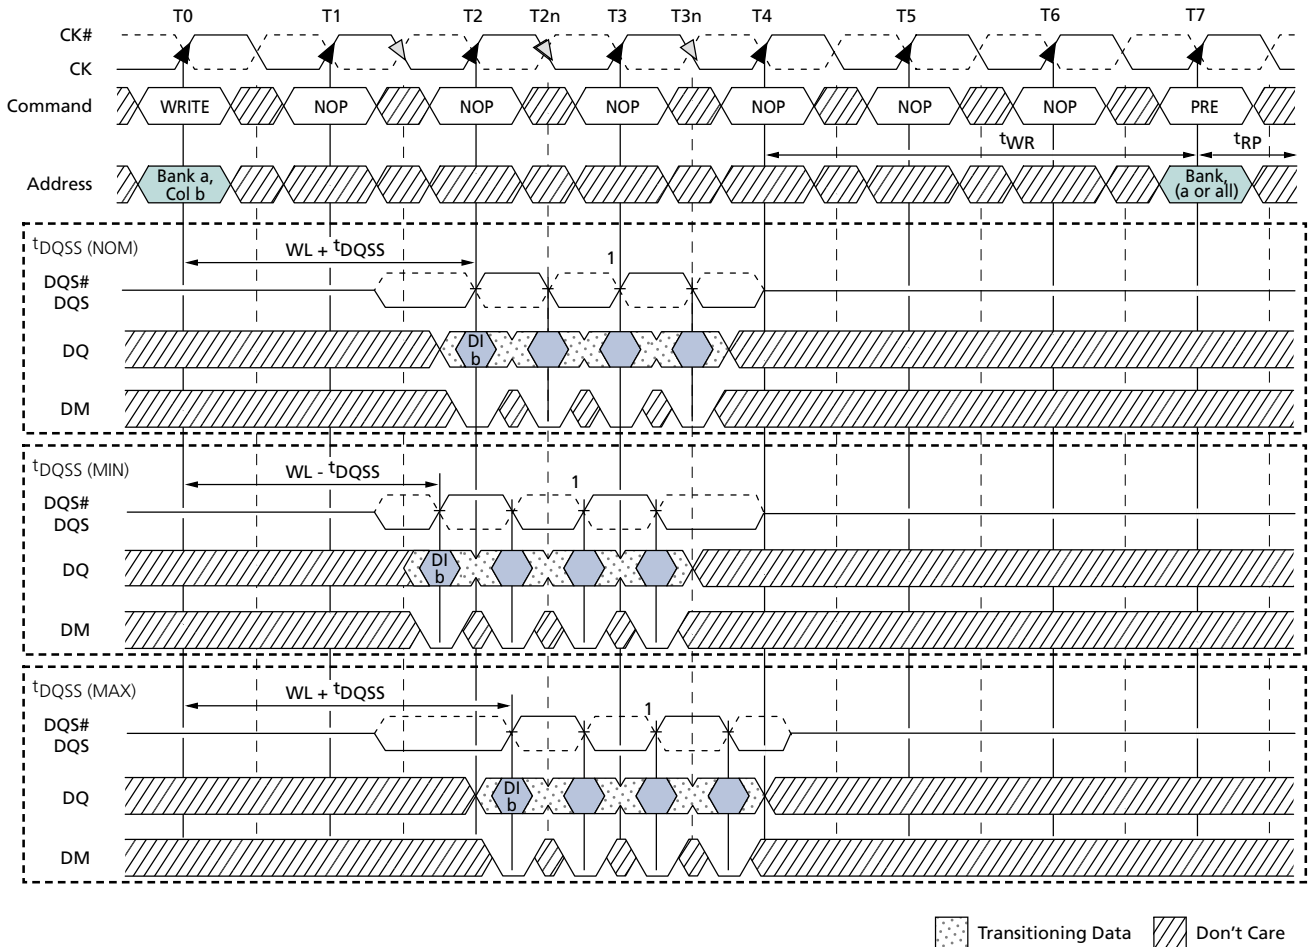 T0 T1 T2 T2n T3 T3n T4 T5 T6 T7
CK#
CK
Command WRITE NOP NOP NOP NOP NOP NOP PRE
tWR tRP
Address Bank a, Col b Bank, (a or all)
tDQSS (NOM)
WL + tDQSS
1
DQS#
DQS
DQ DI b
DM
tDQSS (MIN)
WL - tDQSS
1
DQS#
DQS
DQ DI b
DM
tDQSS (MAX)
WL + tDQSS
1
DQS#
DQS
DQ DI b
DM
Transitioning Data Don't Care